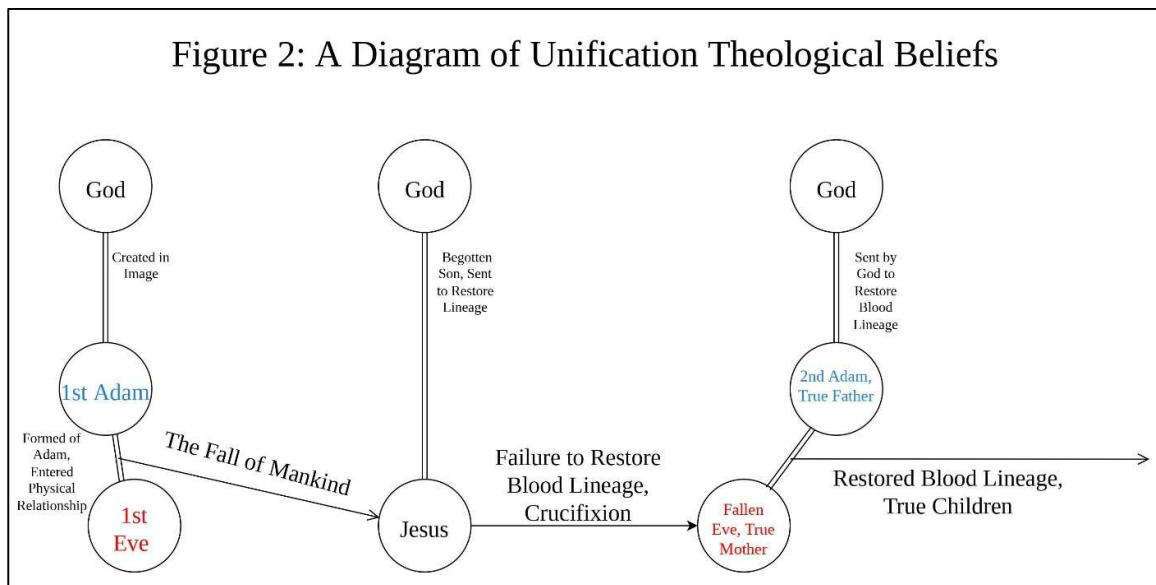 Figure 2: A Diagram of Unification Theological Beliefs
God
Created in
Image
1st Adam
Formed of
Adam,
Entered
Physical
Relationship
1st
Eve
The Fall of Mankind
God
Begotten
Son, Sent
to Restore
Lineage
Jesus
Failure to Restore
Blood Lineage,
Crucifixion
God
Sent by
God to
Restore
Blood
Lineage
2nd Adam,
True Father
Fallen
Eve, True
Mother
Restored Blood Lineage,
True Children